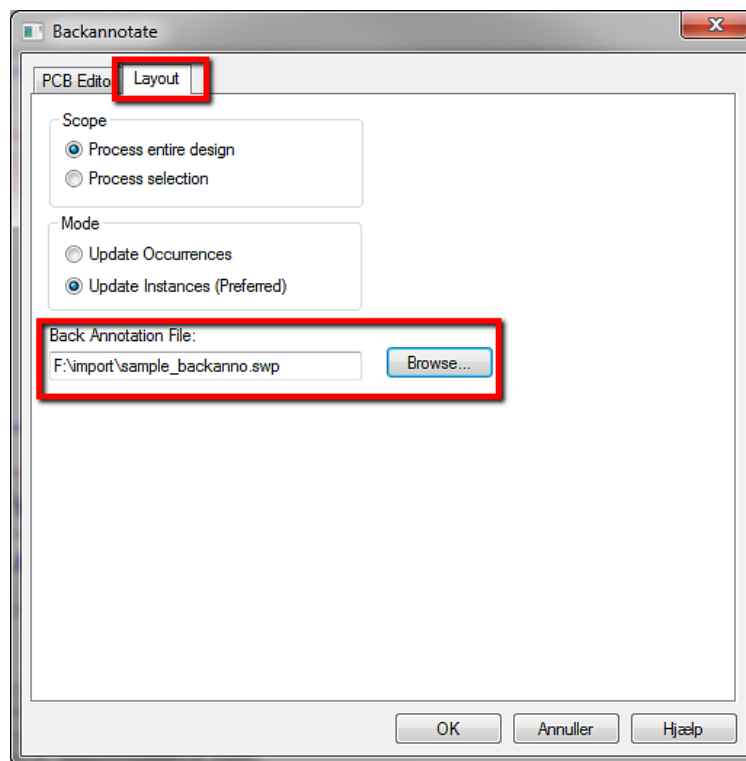 Backannotate
PCB Edito
Layout
Scope
Process entire design
Process selection
Mode
Update Occurrences
Update Instances (Preferred)
Back Annotation File:
F:\import\sample_backanno.swp
Browse...
OK
Annuller
Hjælp